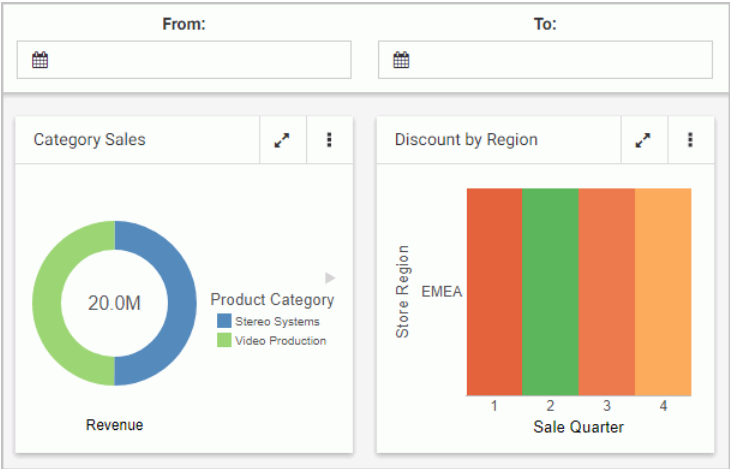 From:
To:
Category Sales
Discount by Region
20.0M
Product Category
Stereo Systems
Video Production
Revenue
Store Region
EMEA
1 2 3 4
Sale Quarter